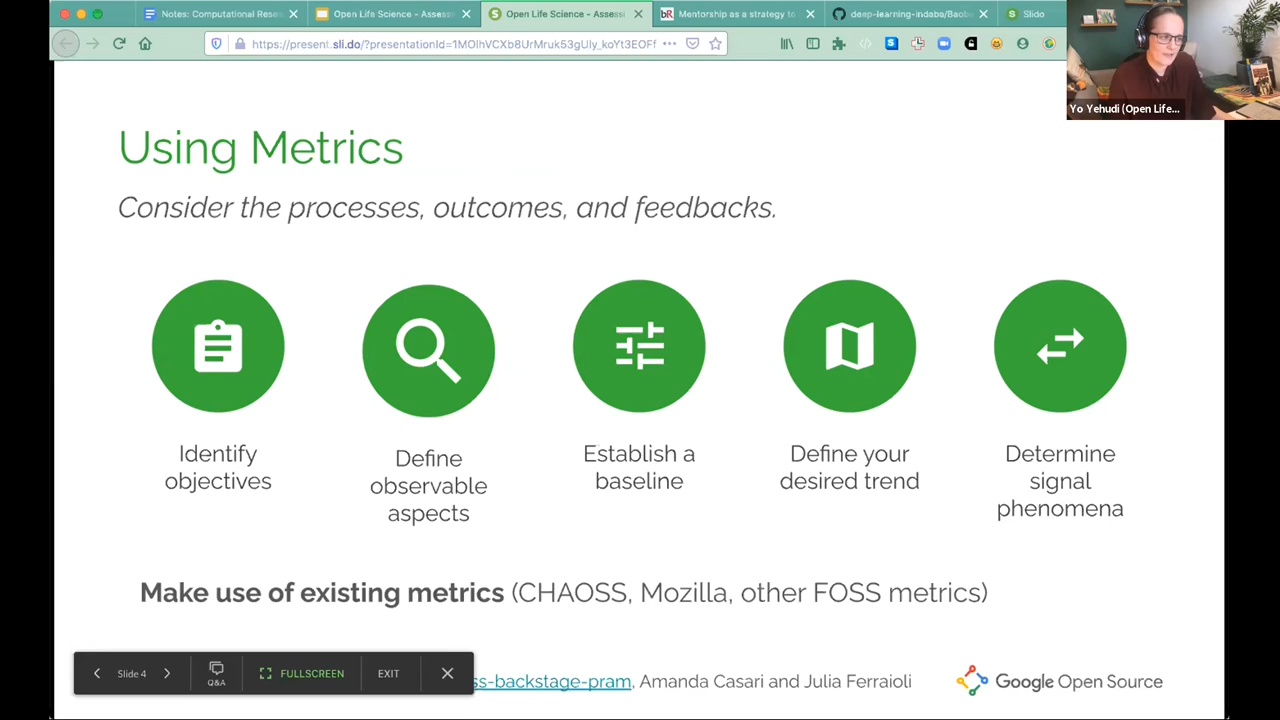 Notes: Computational Rese
Open Life Science - Assess
Open Life Science - Assessi
bR Mentorship as a strategy to
deep-learning-indaba/Baob
S Slido
https://present.sli.do/?presentationId=1MOlhVCXb8UrMruk53gUly_koYt3EOFf
Yo Yehudi (Open Life...
Using Metrics
Consider the processes, outcomes, and feedbacks.
Identify
objectives
Define
observable
aspects
Establish a
baseline
Define your
desired trend
Determine
signal
phenomena
Make use of existing metrics (CHAOSS, Mozilla, other FOSS metrics)
Slide 4
Q&A
FULLSCREEN
EXIT
ss-backstage-pram, Amanda Casari and Julia Ferraioli
Google Open Source